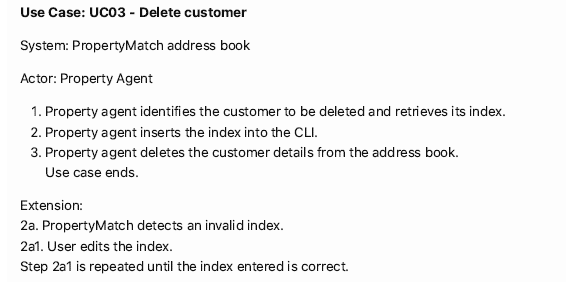 Use Case: UC03 - Delete customer
System: PropertyMatch address book
Actor: Property Agent
1. Property agent identifies the customer to be deleted and retrieves its index.
2. Property agent inserts the index into the CLI.
3. Property agent deletes the customer details from the address book.
Use case ends.
Extension:
2a. PropertyMatch detects an invalid index.
2a1. User edits the index.
Step 2a1 is repeated until the index entered is correct.